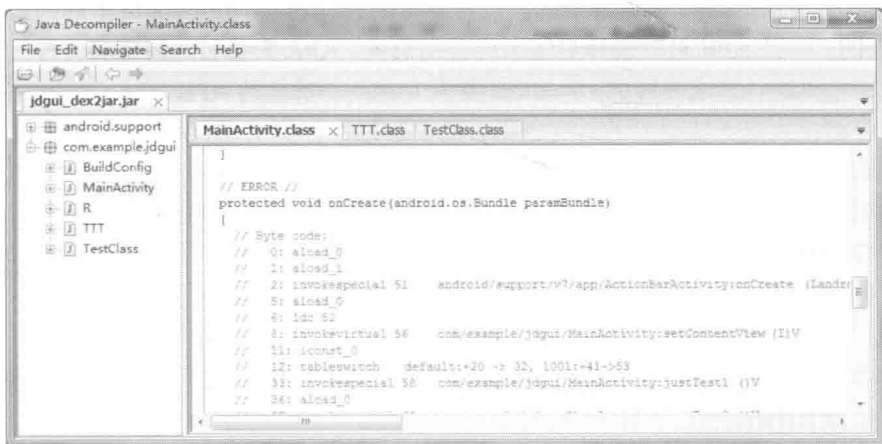 Java Decompiler - MainActivity.class
File Edit Navigate Search Help
jdgui_dex2jar.jar
android.support
com.example.jdgui
BuildConfig
MainActivity
R
TTT
TestClass
MainActivity.class TTT.class TestClass.class
}
// ERROR //
protected void onCreate(android.os.Bundle paramBundle)
{
// Byte code:
// 0: aload_0
// 1: aload_1
// 2: invokespecial 51 android/support/v7/app/ActionBarActivity:onCreate (Landro
// 5: aload_0
// 6: ldc 52
// 8: invokevirtual 56 com/example/jdgui/MainActivity:setContentView (I)V
// 11: iconst_0
// 12: tableswitch default:+20 -> 32, 1001:+41->53
// 33: invokespecial 58 com/example/jdgui/MainActivity:justTest1 ()V
// 36: aload_0